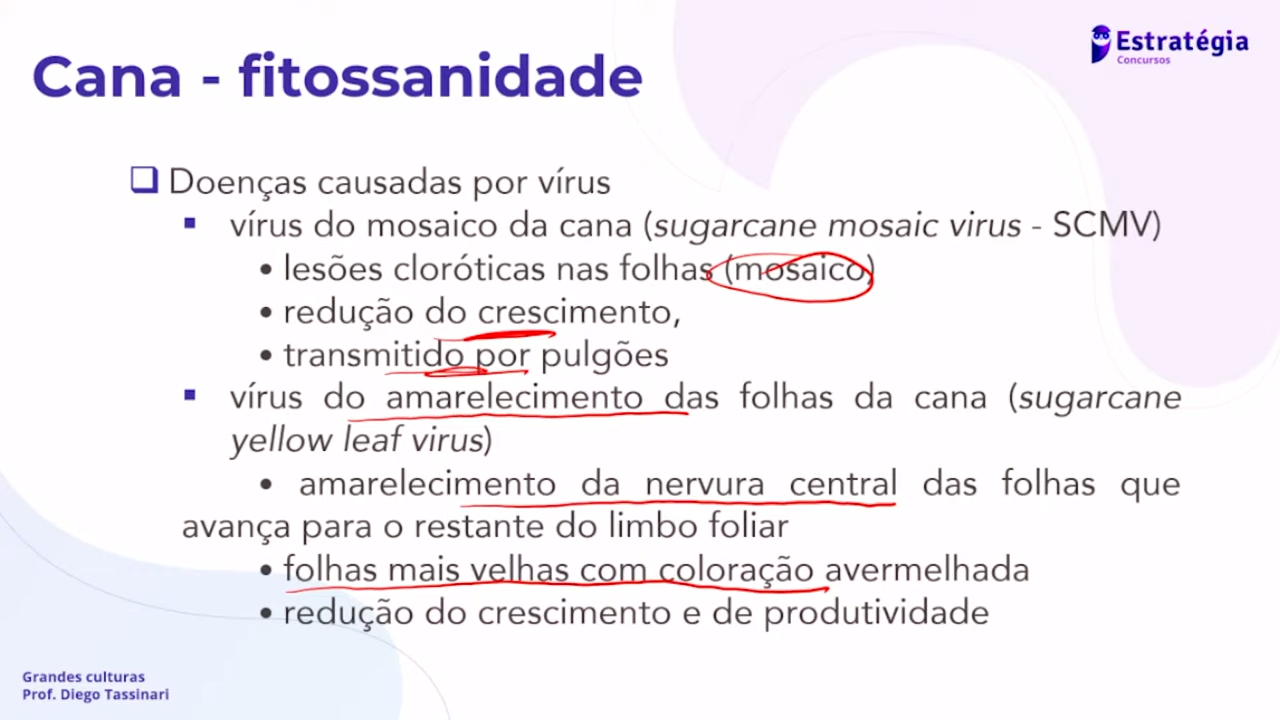 Estratégia
Concursos
Cana - fitossanidade
❑ Doenças causadas por vírus
▪ vírus do mosaico da cana (sugarcane mosaic virus - SCMV)
• lesões cloróticas nas folhas (mosaico)
• redução do crescimento,
• transmitido por pulgões
▪ vírus do amarelecimento das folhas da cana (sugarcane
yellow leaf virus)
• amarelecimento da nervura central das folhas que
avança para o restante do limbo foliar
• folhas mais velhas com coloração avermelhada
• redução do crescimento e de produtividade
Grandes culturas
Prof. Diego Tassinari